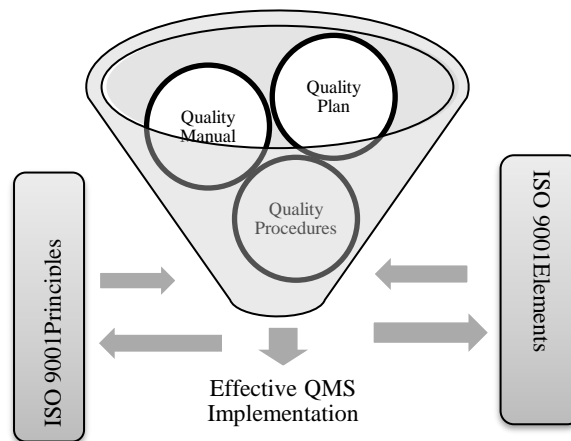 Quality
Plan
Quality
Manual
Quality
Procedures
ISO 9001Principles
ISO 9001Elements
Effective QMS
Implementation